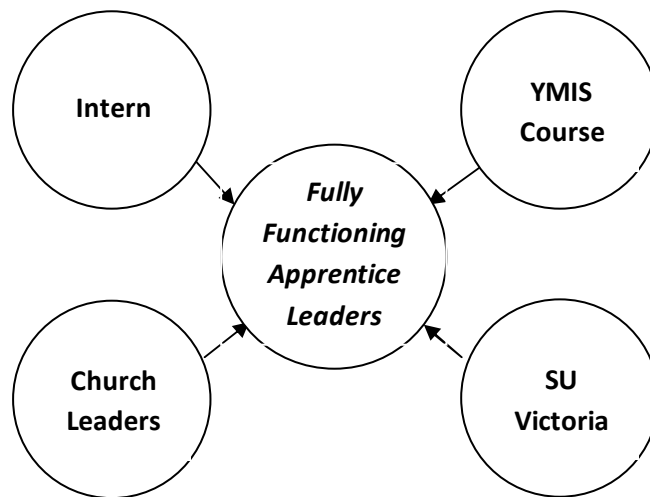 Intern
YMIS
Course
Fully
Functioning
Apprentice
Leaders
Church
Leaders
SU
Victoria